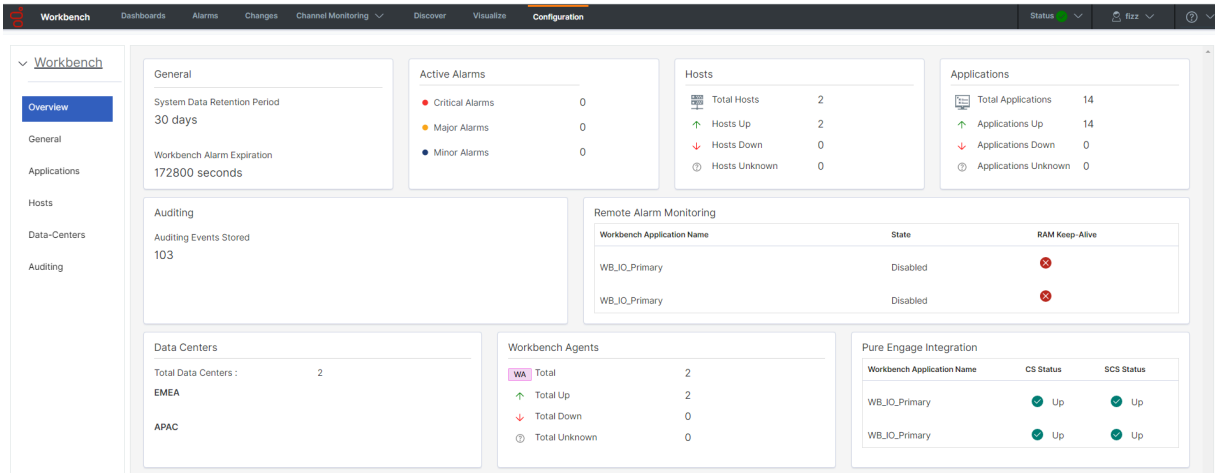 Workbench Dashboards Alarms Changes Channel Monitoring Discover Visualize Configuration Status fizz
Workbench
Overview
General
Applications
Hosts
Data-Centers
Auditing
General
System Data Retention Period
30 days
Workbench Alarm Expiration
172800 seconds
Active Alarms
Critical Alarms 0
Major Alarms 0
Minor Alarms 0
Hosts
Total Hosts 2
Hosts Up 2
Hosts Down 0
Hosts Unknown 0
Applications
Total Applications 14
Applications Up 14
Applications Down 0
Applications Unknown 0
Auditing
Auditing Events Stored
103
Remote Alarm Monitoring
Workbench Application Name State RAM Keep-Alive
WB_IO_Primary Disabled
WB_IO_Primary Disabled
Data Centers
Total Data Centers : 2
EMEA
APAC
Workbench Agents
WA Total 2
Total Up 2
Total Down 0
Total Unknown 0
Pure Engage Integration
Workbench Application Name CS Status SCS Status
WB_IO_Primary Up Up
WB_IO_Primary Up Up